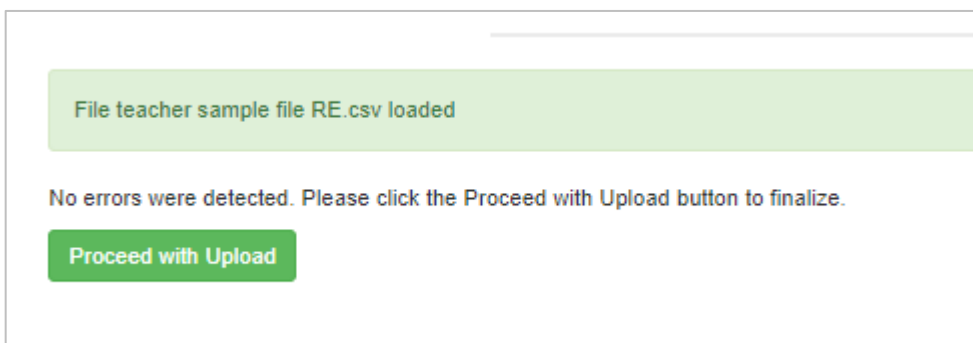 File teacher sample file RE.csv loaded
No errors were detected. Please click the Proceed with Upload button to finalize.
Proceed with Upload